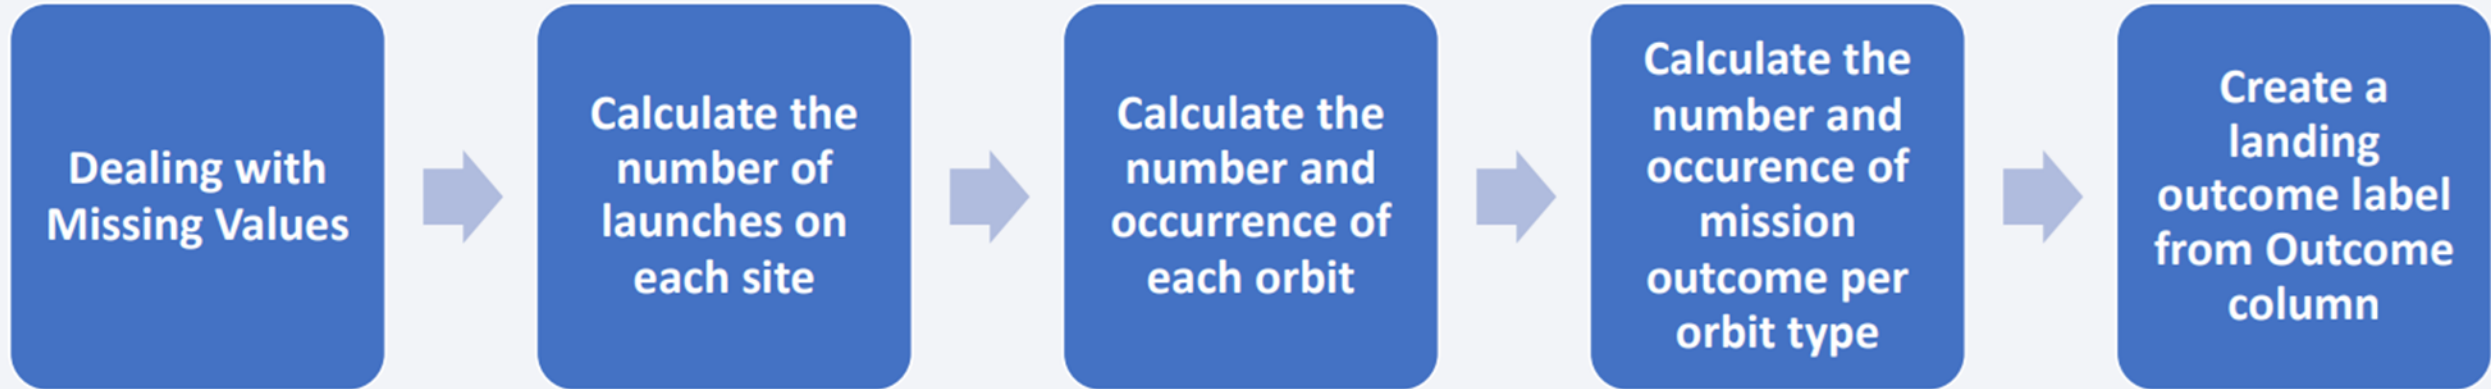 Dealing with
Missing Values
Calculate the
number of
launches on
each site
Calculate the
number and
occurrence of
each orbit
Calculate the
number and
occurence of
mission
outcome per
orbit type
Create a
landing
outcome label
from Outcome
column